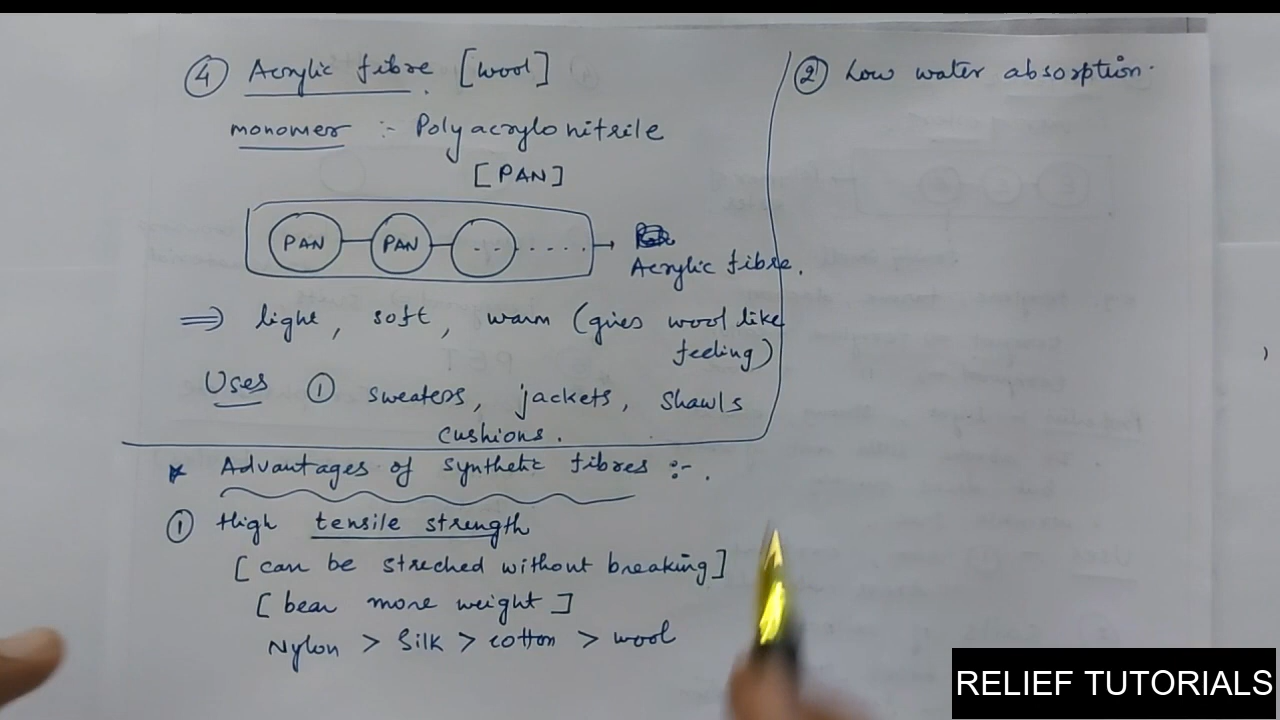 ④ Acrylic fibre [wool]
monomer :- Polyacrylonitrile
[PAN]
PAN PAN .. ..... →
Acrylic fibre.
⇒ light, soft, warm (gives wool like
feeling)
Uses ① sweaters, jackets, shawls
cushions.
* Advantages of synthetic fibres :-.
① High tensile strength
[can be streched without breaking]
[bear more weight]
Nylon > Silk > cotton > wool
② Low water absorption.
RELIEF TUTORIALS